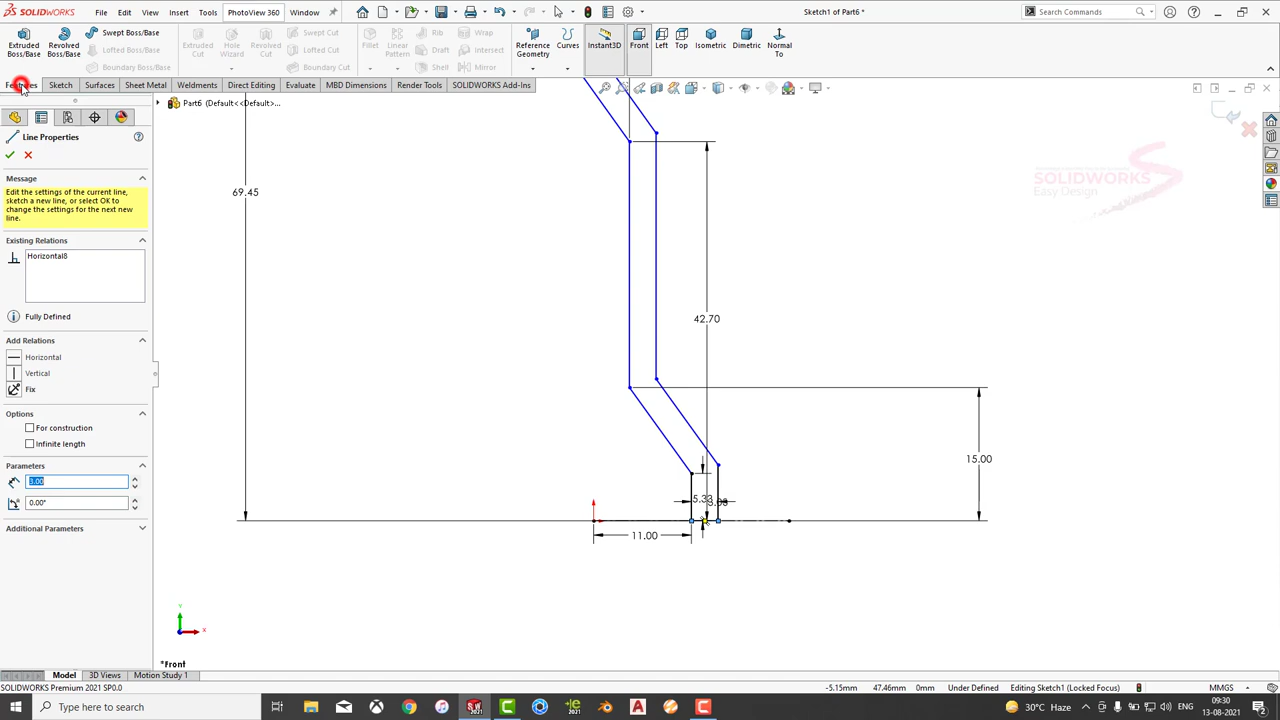 SOLIDWORKS File Edit View Insert Tools PhotoView 360 Window Sketch1 of Part6 * Search Commands
Extruded Boss/Base Revolved Boss/Base Swept Boss/Base Lofted Boss/Base Boundary Boss/Base Extruded Cut Hole Wizard Revolved Cut Swept Cut Lofted Cut Boundary Cut Fillet Linear Pattern Rib Draft Shell Wrap Intersect Mirror Reference Geometry Curves Instant3D Front Left Top Isometric Dimetric Normal To
Features Sketch Surfaces Sheet Metal Weldments Direct Editing Evaluate MBD Dimensions Render Tools SOLIDWORKS Add-Ins
Part6 (Default<<Default>...
Line Properties
Message
Edit the settings of the current line,
sketch a new line, or select OK to
change the settings for the next new
line.
Existing Relations
Horizontal8
Fully Defined
Add Relations
Horizontal
Vertical
Fix
Options
For construction
Infinite length
Parameters
3.00
0.00°
Additional Parameters
SOLIDWORKS
Easy Design
69.45
42.70
15.00
5.33
3.03
11.00
Y
X
*Front
Model 3D Views Motion Study 1
SOLIDWORKS Premium 2021 SP0.0 -5.15mm 47.46mm 0mm Under Defined Editing Sketch1 (Locked Focus) MMGS
Type here to search 30°C Haze 09:30
13-08-2021